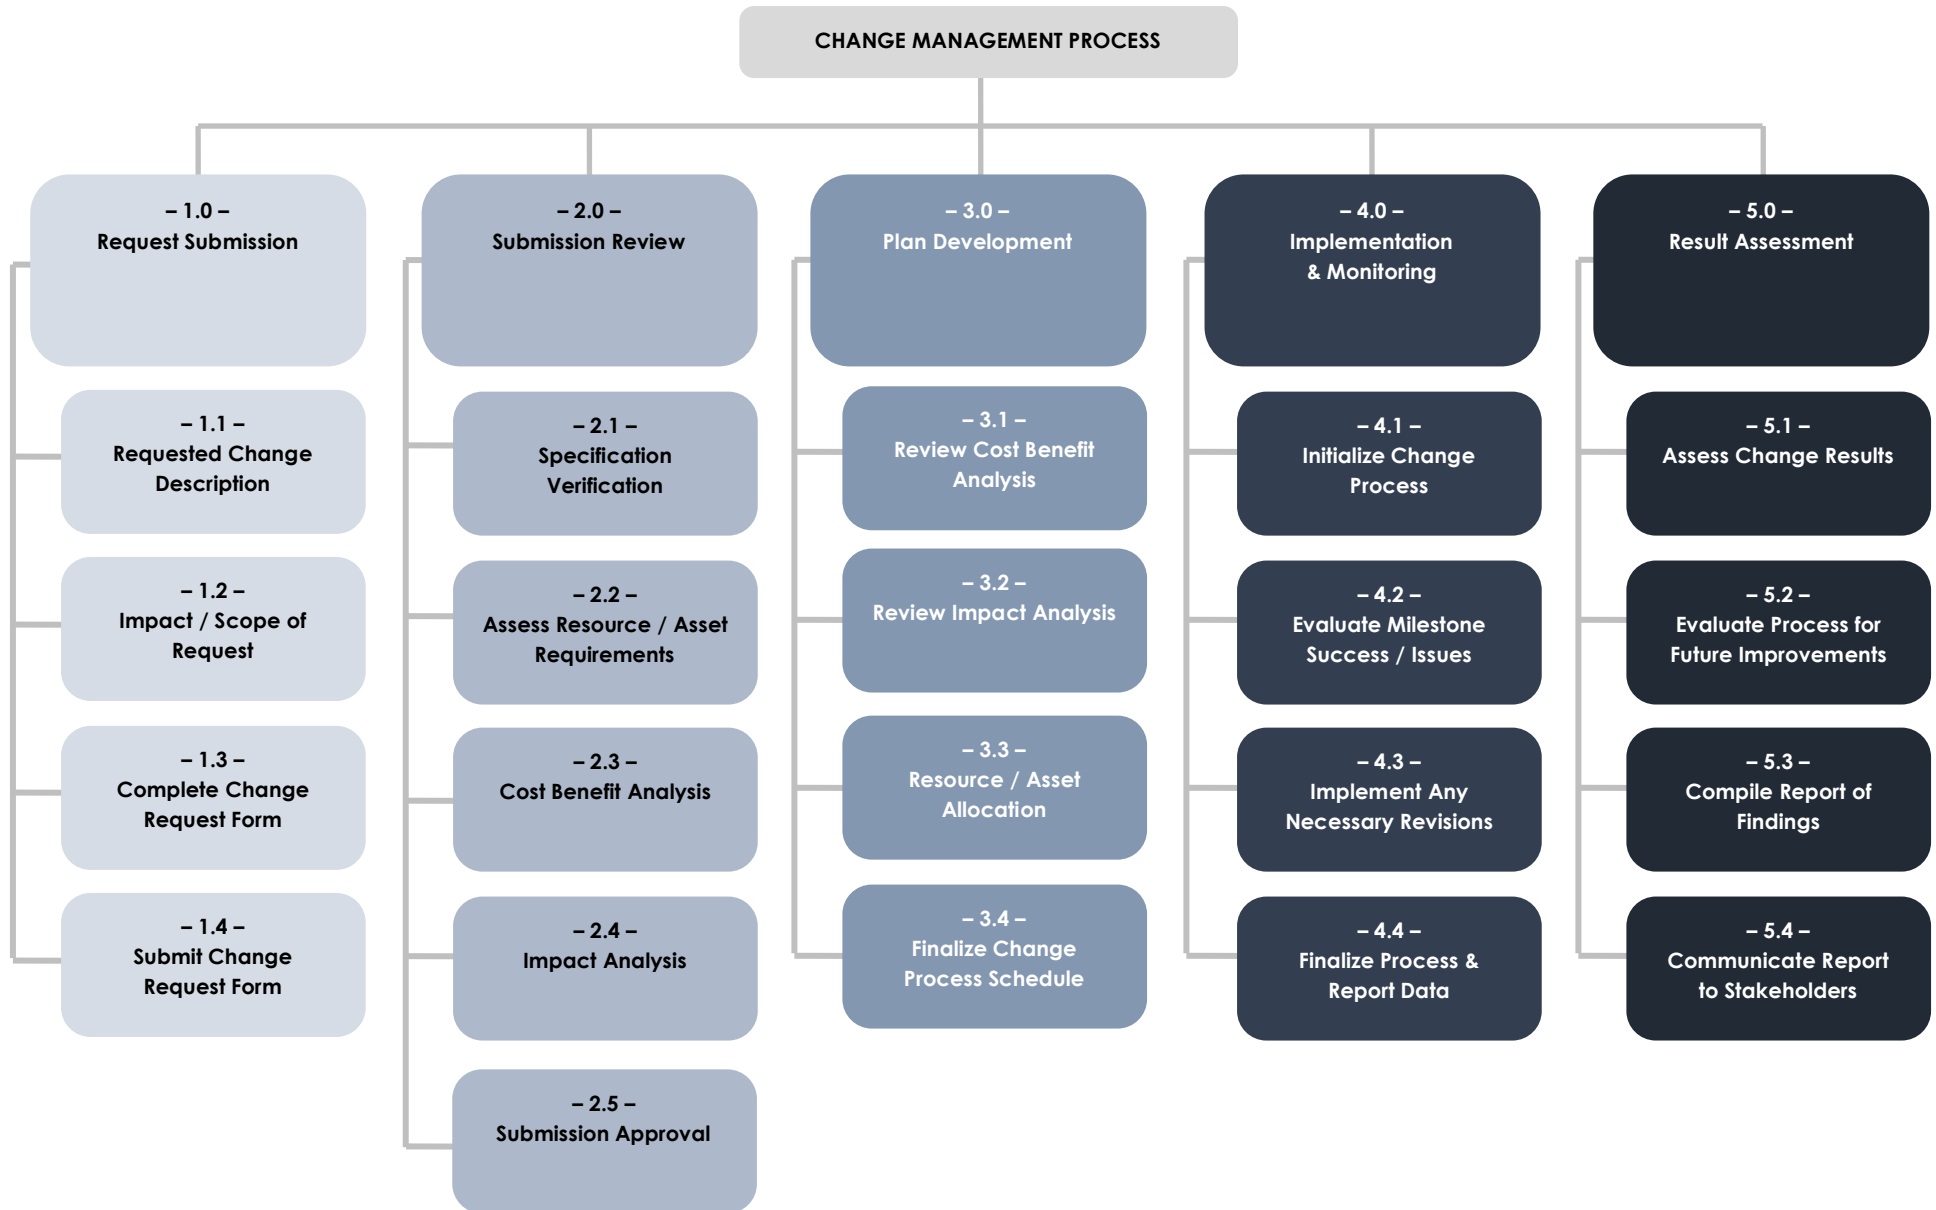 CHANGE MANAGEMENT PROCESS
– 1.0 –
Request Submission
– 1.1 –
Requested Change
Description
– 1.2 –
Impact / Scope of
Request
– 1.3 –
Complete Change
Request Form
– 1.4 –
Submit Change
Request Form
– 2.0 –
Submission Review
– 2.1 –
Specification
Verification
– 2.2 –
Assess Resource / Asset
Requirements
– 2.3 –
Cost Benefit Analysis
– 2.4 –
Impact Analysis
– 2.5 –
Submission Approval
– 3.0 –
Plan Development
– 3.1 –
Review Cost Benefit
Analysis
– 3.2 –
Review Impact Analysis
– 3.3 –
Resource / Asset
Allocation
– 3.4 –
Finalize Change
Process Schedule
– 4.0 –
Implementation
& Monitoring
– 4.1 –
Initialize Change
Process
– 4.2 –
Evaluate Milestone
Success / Issues
– 4.3 –
Implement Any
Necessary Revisions
– 4.4 –
Finalize Process &
Report Data
– 5.0 –
Result Assessment
– 5.1 –
Assess Change Results
– 5.2 –
Evaluate Process for
Future Improvements
– 5.3 –
Compile Report of
Findings
– 5.4 –
Communicate Report
to Stakeholders